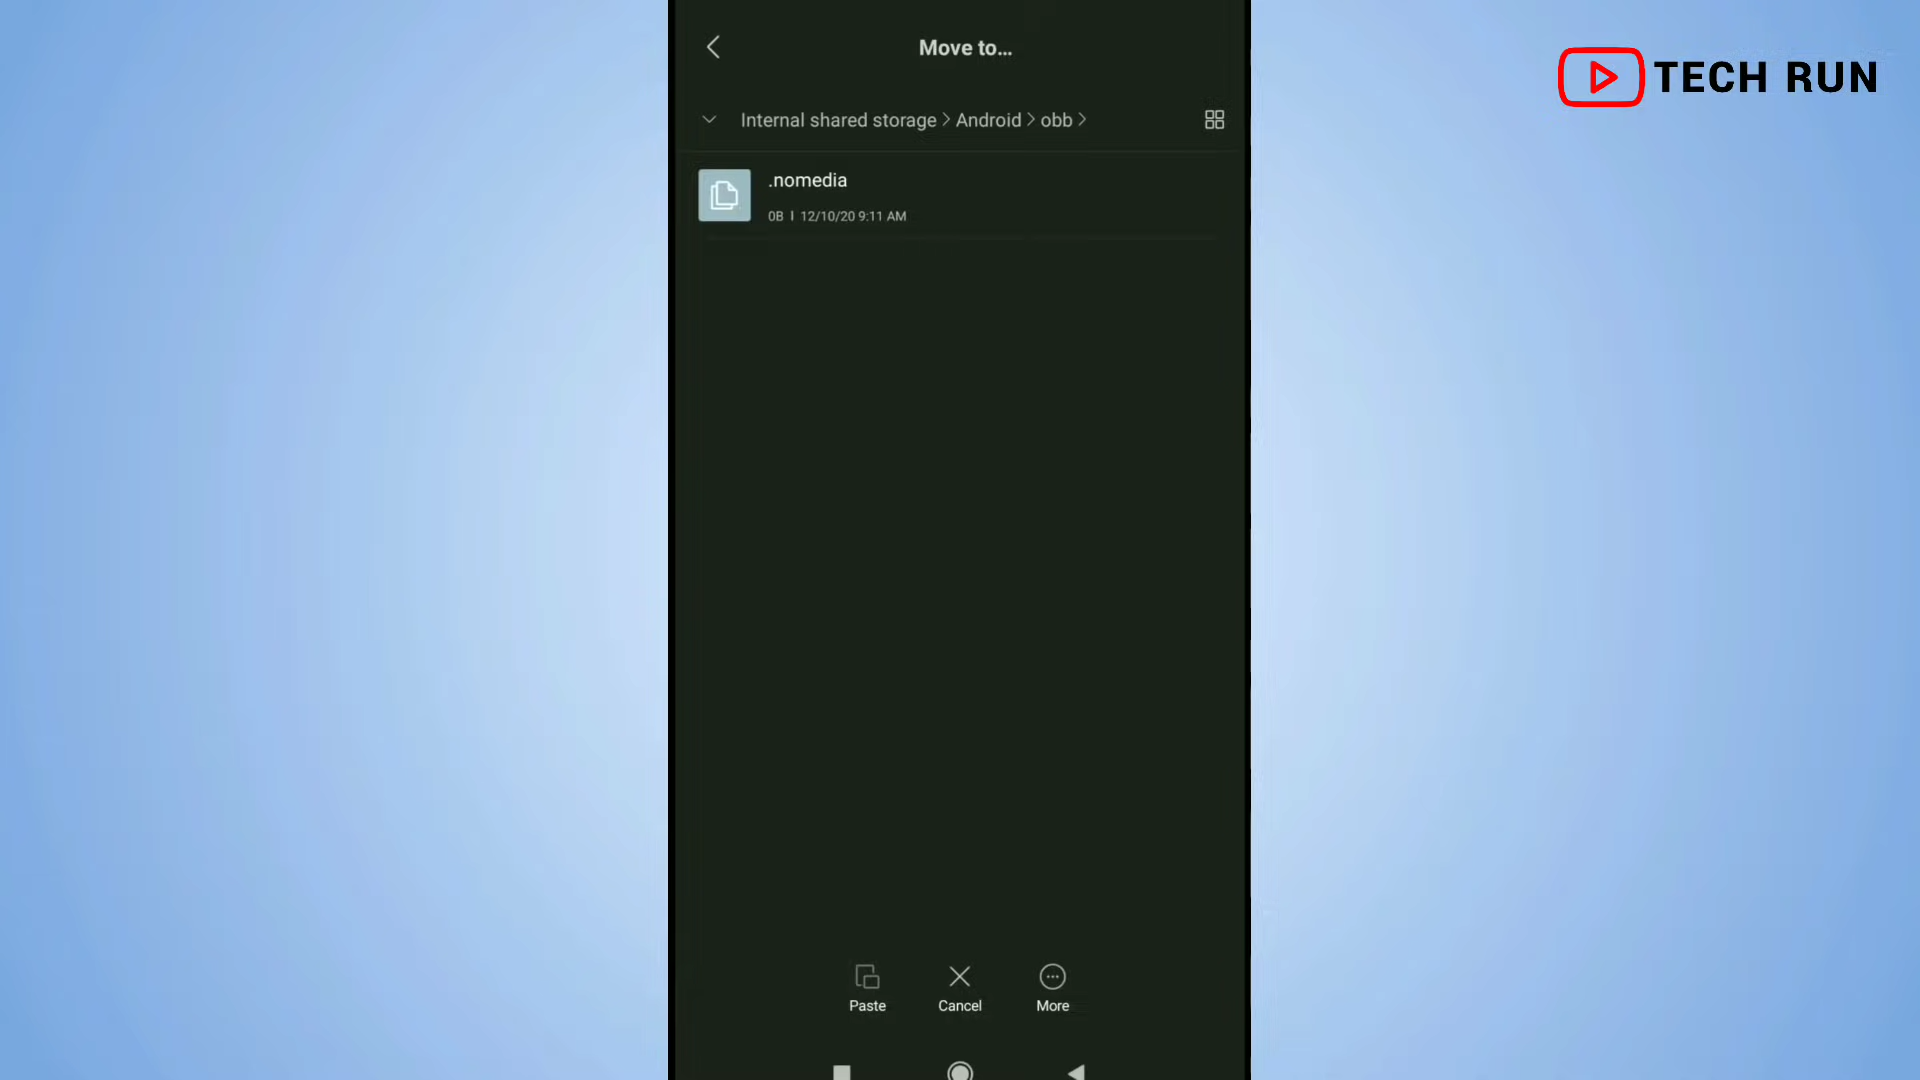 Move to...
TECH RUN
Internal shared storage > Android > obb >
.nomedia
0B | 12/10/20 9:11 AM
Paste
Cancel
More